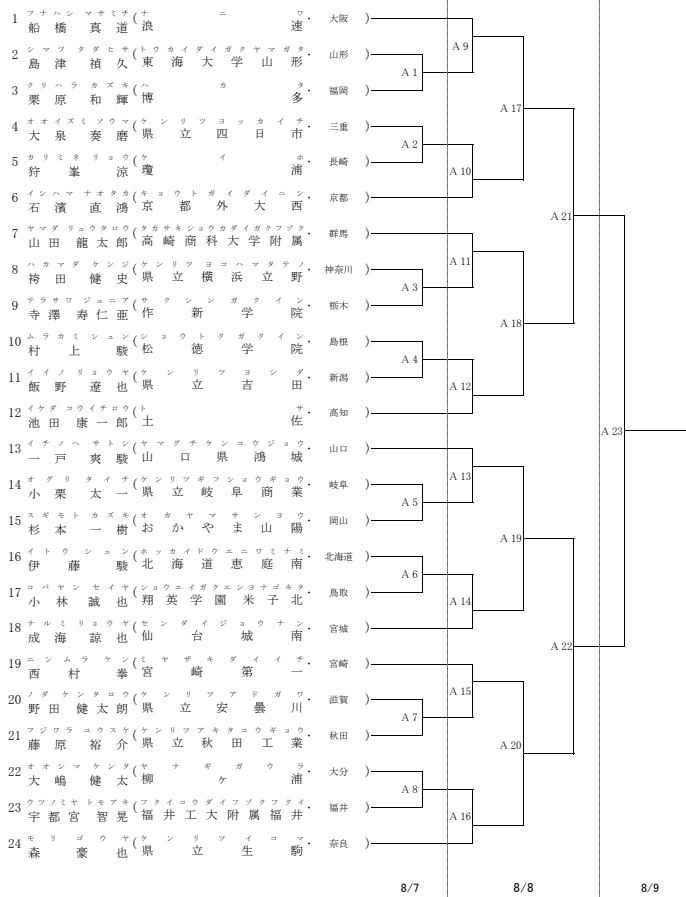 フナハシ マサミチ ナニワ
1 船橋 真道 ( 浪速 ・ 大阪 )
シマヅ タダヒサ トウカイダイガクヤマガタ
2 島津 禎久 ( 東海大学山形 ・ 山形 )
クリハラ カズキ ハカタ
3 栗原 和輝 ( 博多 ・ 福岡 )
オオイズミ ソウマ ケンリツヨッカイチ
4 大泉 奏磨 ( 県立四日市 ・ 三重 )
カリミネ リョウ ケイホ
5 狩峯 涼 ( 瓊浦 ・ 長崎 )
イシハマ ナオタカ キョウトガイダイニシ
6 石濱 直鴻 ( 京都外大西 ・ 京都 )
ヤマダ リュウタロウ タカサキショウカダイガクフゾク
7 山田 龍太郎 ( 高崎商科大学附属 ・ 群馬 )
ハカマダ ケンジ ケンリツヨコハマタテノ
8 袴田 健史 ( 県立横浜立野 ・ 神奈川 )
テラサワ ジュニア サクシンガクイン
9 寺澤 寿仁亜 ( 作新学院 ・ 栃木 )
ムラカミ シュン ショウトクガクイン
10 村上 駿 ( 松徳学院 ・ 島根 )
イイノ リョウヤ ケンリツヨシダ
11 飯野 遼也 ( 県立吉田 ・ 新潟 )
イケダ コウイチロウ トサ
12 池田 康一郎 ( 土佐 ・ 高知 )
イチノヘ サトシ ヤマグチケンコウジョウ
13 一戸 爽駿 ( 山口県鴻城 ・ 山口 )
オグリ タイチ ケンリツギフショウギョウ
14 小栗 太一 ( 県立岐阜商業 ・ 岐阜 )
スギモト カズキ オカヤマサンヨウ
15 杉本 一樹 ( おかやま山陽 ・ 岡山 )
イトウ シュン ホッカイドウエニワミナミ
16 伊藤 駿 ( 北海道恵庭南 ・ 北海道 )
コバヤシ セイヤ ショウエイガクエンヨナゴキタ
17 小林 誠也 ( 翔英学園米子北 ・ 鳥取 )
ナルミ リョウヤ センダイジョウナン
18 成海 諒也 ( 仙台城南 ・ 宮城 )
ニシムラ ケン ミヤザキダイイチ
19 西村 拳 ( 宮崎第一 ・ 宮崎 )
ノダ ケンタロウ ケンリツアドガワ
20 野田 健太朗 ( 県立安曇川 ・ 滋賀 )
フジワラ ユウスケ ケンリツアキタコウギョウ
21 藤原 裕介 ( 県立秋田工業 ・ 秋田 )
オオシマ ケンタ ヤナギガウラ
22 大嶋 健太 ( 柳ヶ浦 ・ 大分 )
ウツノミヤ トモアキ フクイコウダイフゾクフクイ
23 宇都宮 智晃 ( 福井工大附属福井 ・ 福井 )
モリ ゴウヤ ケンリツイコマ
24 森 豪也 ( 県立生駒 ・ 奈良 )
A 1
A 2
A 3
A 4
A 5
A 6
A 7
A 8
A 9
A 10
A 11
A 12
A 13
A 14
A 15
A 16
A 17
A 18
A 19
A 20
A 21
A 22
A 23
8/7 8/8 8/9